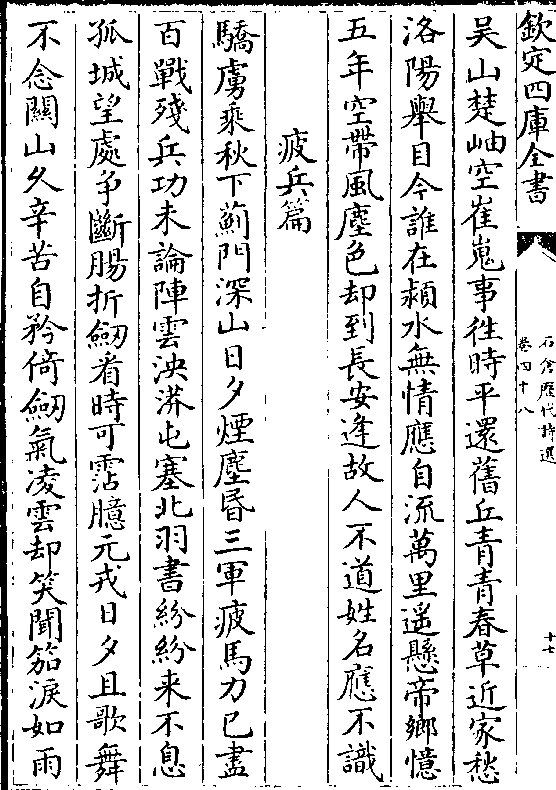 欽定四庫全書
石倉歷代詩選
卷四十八
十七
吴山楚岫空崔嵬事往時平還舊丘青青春草近家愁
洛陽舉目今誰在潁水無情應自流萬里遥懸帝鄉憶
五年空帶風塵色却到長安逢故人不道姓名應不識
疲兵篇
驕虜乘秋下薊門深山日夕煙塵昏三軍疲馬力已盡
百戰殘兵功未論陣雲泱漭屯塞北羽書紛紛来不息
孤城望處争斷腸折劒看時可霑臆元戎日夕且歌舞
不念關山乆辛苦自矜倚劒氣凌雲却笑聞笳淚如雨